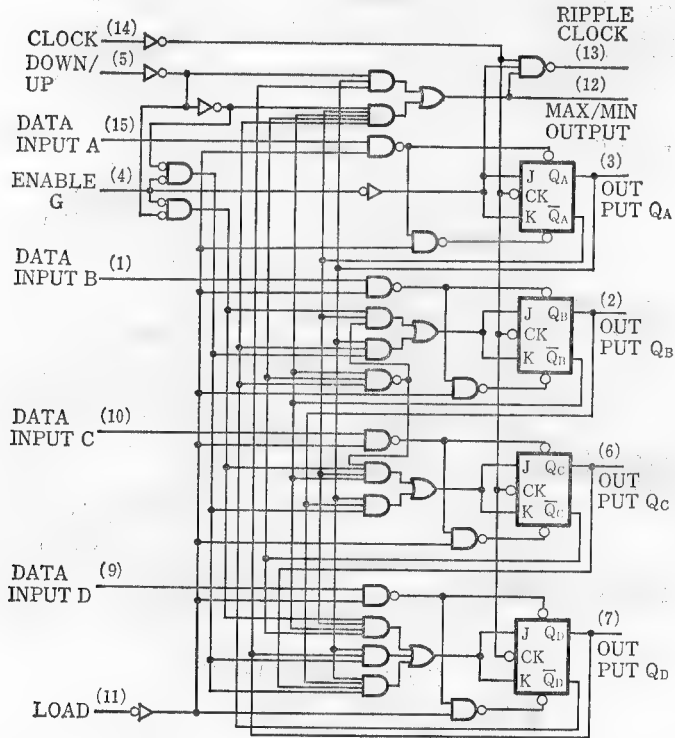 RIPPLE
CLOCK
(13)
CLOCK (14)
DOWN/
UP
(5)
(12)
MAX/MIN
OUTPUT
DATA
INPUT A
(15)
ENABLE
G
(4)
J QA
CK
K Q̅A
(3)
OUT
PUT QA
DATA
INPUT B
(1)
J QB
CK
K Q̅B
(2)
OUT
PUT QB
DATA
INPUT C
(10)
J QC
CK
K Q̅C
(6)
OUT
PUT QC
DATA
INPUT D
(9)
J QD
CK
K Q̅D
(7)
OUT
PUT QD
LOAD (11)